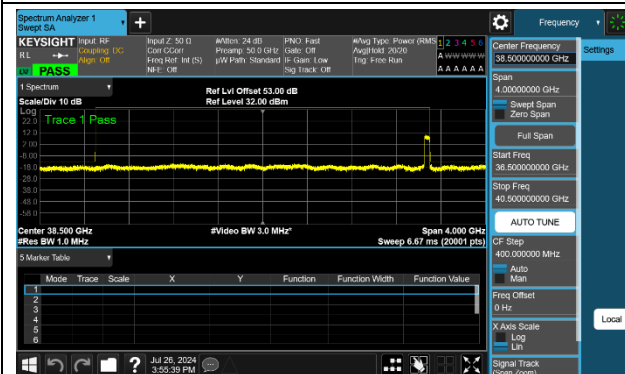 Spectrum Analyzer 1
Swept SA
Frequency
KEYSIGHT
RL
PASS
Input: RF
Coupling: DC
Align: Off
Input Z: 50 Ω
Corr CCorr
Freq Ref: Int (S)
NFE: Off
#Atten: 24 dB
Preamp: 50.0 GHz
µW Path: Standard
PNO: Fast
Gate: Off
IF Gain: Low
Sig Track: Off
#Avg Type: Power (RMS)
Avg|Hold: 20/20
Trig: Free Run
1 2 3 4 5 6
A W W W W W
A A A A A A
1 Spectrum
Scale/Div 10 dB
Ref Lvl Offset 53.00 dB
Ref Level 32.00 dBm
Log
Trace 1 Pass
22.0
12.0
2.00
-8.00
-18.0
-28.0
-38.0
-48.0
-58.0
Center 38.500 GHz
#Res BW 1.0 MHz
#Video BW 3.0 MHz*
Span 4.000 GHz
Sweep 6.67 ms (20001 pts)
5 Marker Table
Mode Trace Scale X Y Function Function Width Function Value
1
2
3
4
5
6
Jul 26, 2024
3:55:39 PM
Center Frequency
38.500000000 GHz
Settings
Span
4.00000000 GHz
Swept Span
Zero Span
Full Span
Start Freq
36.500000000 GHz
Stop Freq
40.500000000 GHz
AUTO TUNE
CF Step
400.000000 MHz
Auto
Man
Freq Offset
0 Hz
X Axis Scale
Log
Lin
Local
Signal Track
(Span Zoom)